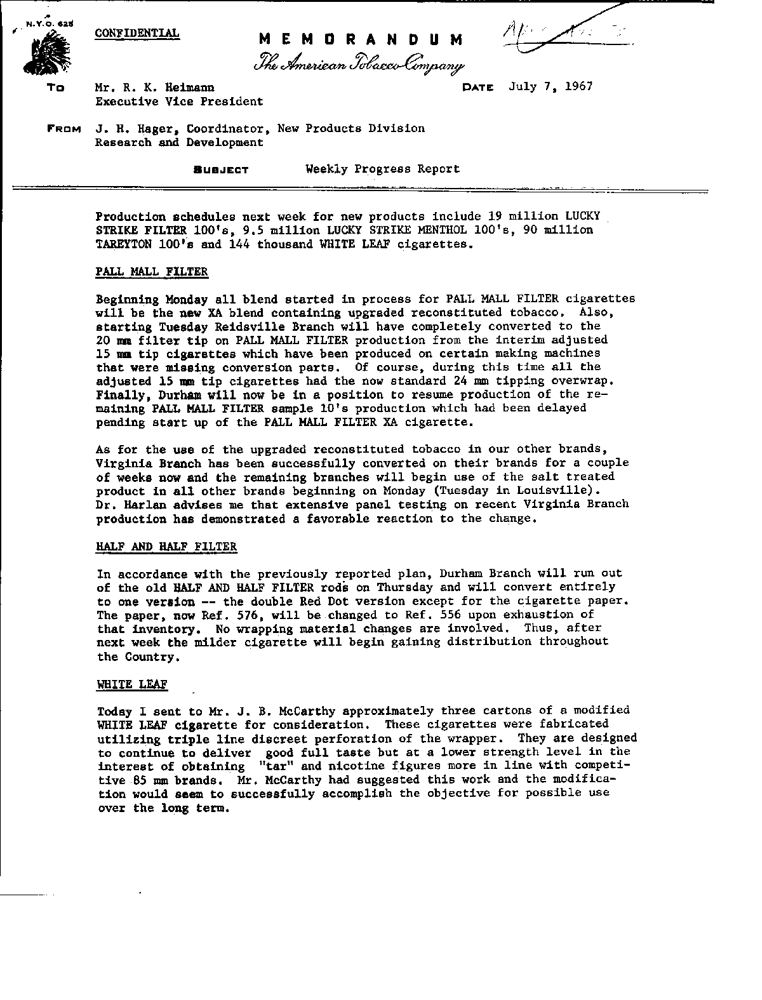 N.Y.O. 625
CONFIDENTIAL
MEMORANDUM
The American Tobacco Company
TO Mr. R. K. Heimann DATE July 7, 1967
Executive Vice President
FROM J. H. Hager, Coordinator, New Products Division
Research and Development
SUBJECT Weekly Progress Report
Production schedules next week for new products include 19 million LUCKY
STRIKE FILTER 100's, 9.5 million LUCKY STRIKE MENTHOL 100's, 90 million
TAREYTON 100's and 144 thousand WHITE LEAF cigarettes.
PALL MALL FILTER
Beginning Monday all blend started in process for PALL MALL FILTER cigarettes
will be the new XA blend containing upgraded reconstituted tobacco. Also,
starting Tuesday Reidsville Branch will have completely converted to the
20 mm filter tip on PALL MALL FILTER production from the interim adjusted
15 mm tip cigarettes which have been produced on certain making machines
that were missing conversion parts. Of course, during this time all the
adjusted 15 mm tip cigarettes had the now standard 24 mm tipping overwrap.
Finally, Durham will now be in a position to resume production of the re-
maining PALL MALL FILTER sample 10's production which had been delayed
pending start up of the PALL MALL FILTER XA cigarette.
As for the use of the upgraded reconstituted tobacco in our other brands,
Virginia Branch has been successfully converted on their brands for a couple
of weeks now and the remaining branches will begin use of the salt treated
product in all other brands beginning on Monday (Tuesday in Louisville).
Dr. Harlan advises me that extensive panel testing on recent Virginia Branch
production has demonstrated a favorable reaction to the change.
HALF AND HALF FILTER
In accordance with the previously reported plan, Durham Branch will run out
of the old HALF AND HALF FILTER rods on Thursday and will convert entirely
to one version -- the double Red Dot version except for the cigarette paper.
The paper, now Ref. 576, will be changed to Ref. 556 upon exhaustion of
that inventory. No wrapping material changes are involved. Thus, after
next week the milder cigarette will begin gaining distribution throughout
the Country.
WHITE LEAF
Today I sent to Mr. J. B. McCarthy approximately three cartons of a modified
WHITE LEAF cigarette for consideration. These cigarettes were fabricated
utilizing triple line discreet perforation of the wrapper. They are designed
to continue to deliver good full taste but at a lower strength level in the
interest of obtaining "tar" and nicotine figures more in line with competi-
tive 85 mm brands. Mr. McCarthy had suggested this work and the modifica-
tion would seem to successfully accomplish the objective for possible use
over the long term.